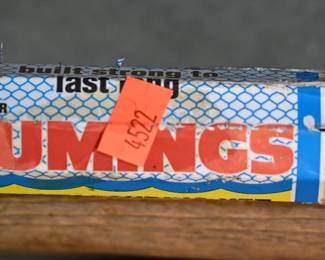 built strong to
last long
R
UMINGS
4522